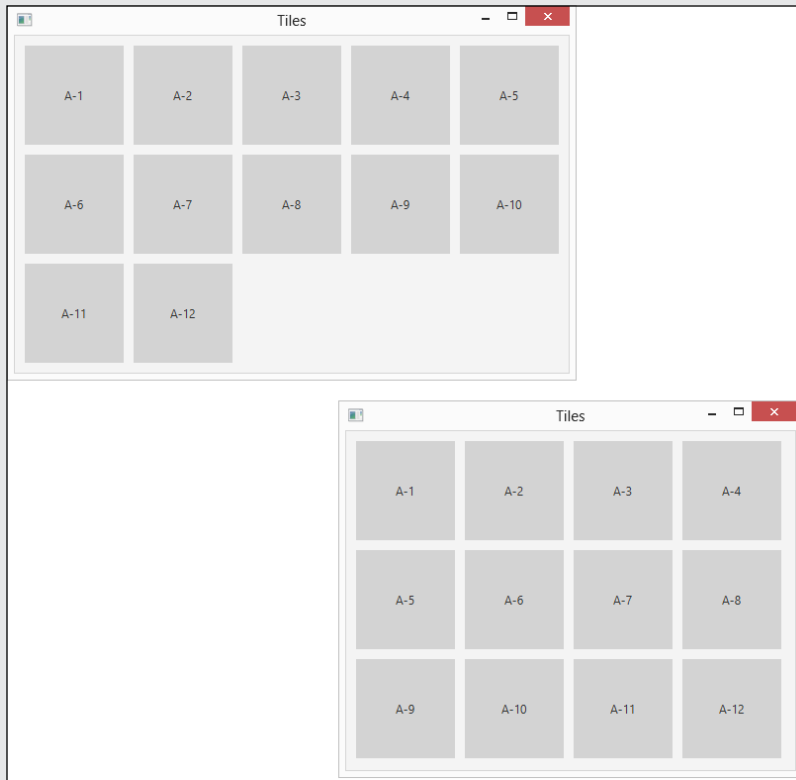 Tiles
A-1 A-2 A-3 A-4 A-5
A-6 A-7 A-8 A-9 A-10
A-11 A-12
Tiles
A-1 A-2 A-3 A-4
A-5 A-6 A-7 A-8
A-9 A-10 A-11 A-12